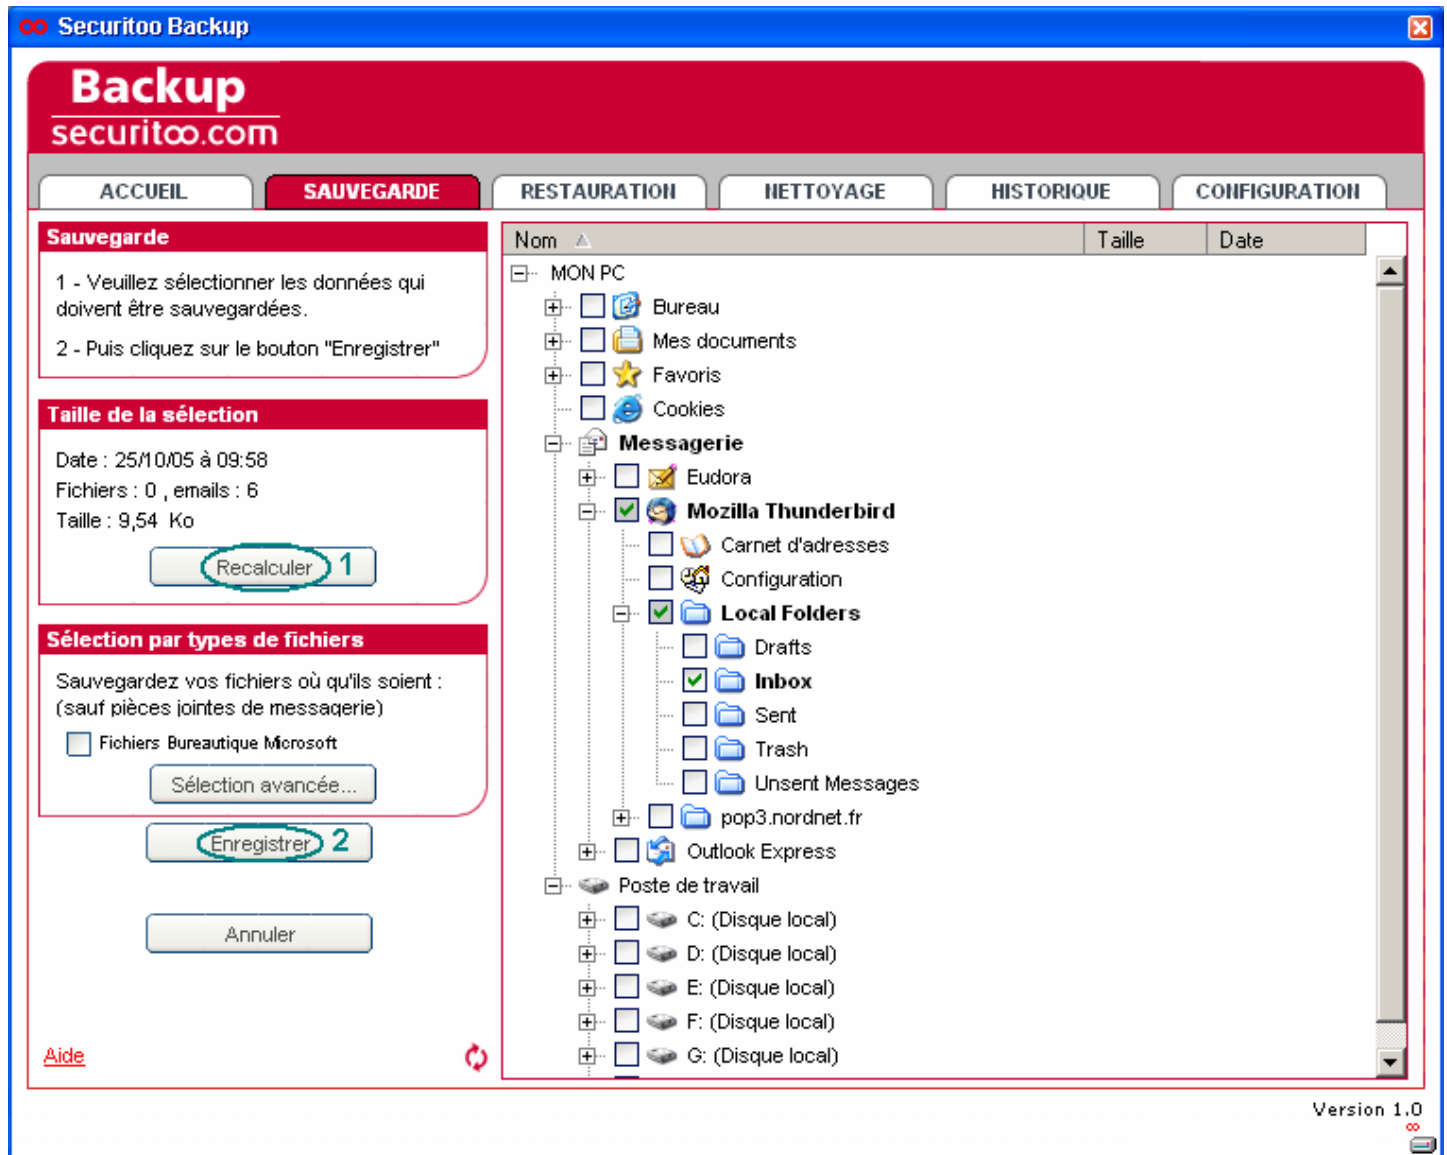 Securitoo Backup
Backup
securitoo.com
ACCUEIL
SAUVEGARDE
RESTAURATION
NETTOYAGE
HISTORIQUE
CONFIGURATION
Sauvegarde
1 - Veuillez sélectionner les données qui
doivent être sauvegardées.
2 - Puis cliquez sur le bouton "Enregistrer"
Taille de la sélection
Date : 25/10/05 à 09:58
Fichiers : 0 , emails : 6
Taille : 9,54 Ko
Recalculer 1
Sélection par types de fichiers
Sauvegardez vos fichiers où qu'ils soient :
(sauf pièces jointes de messagerie)
Fichiers Bureautique Microsoft
Sélection avancée...
Enregistrer 2
Annuler
Aide
Nom
Taille
Date
MON PC
Bureau
Mes documents
Favoris
Cookies
Messagerie
Eudora
Mozilla Thunderbird
Carnet d'adresses
Configuration
Local Folders
Drafts
Inbox
Sent
Trash
Unsent Messages
pop3.nordnet.fr
Outlook Express
Poste de travail
C: (Disque local)
D: (Disque local)
E: (Disque local)
F: (Disque local)
G: (Disque local)
Version 1.0